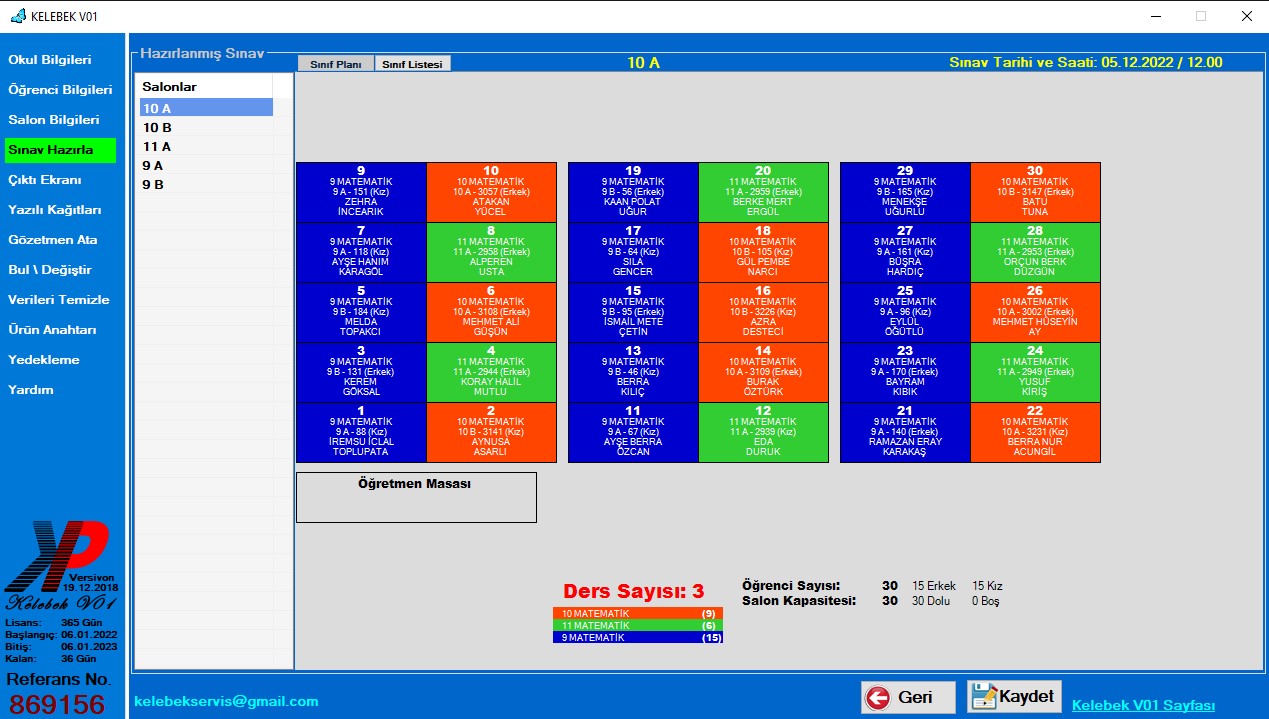 KELEBEK V01
Okul Bilgileri
Öğrenci Bilgileri
Salon Bilgileri
Sınav Hazırla
Çıktı Ekranı
Yazılı Kağıtları
Gözetmen Ata
Bul \ Değiştir
Verileri Temizle
Ürün Anahtarı
Yedekleme
Yardım
Versiyon
19.12.2018
Kelebek V01
Lisans: 365 Gün
Başlangıç: 06.01.2022
Bitiş: 06.01.2023
Kalan: 36 Gün
Referans No.
869156
Hazırlanmış Sınav
Sınıf Planı
Sınıf Listesi
10 A
Sınav Tarihi ve Saati: 05.12.2022 / 12.00
Salonlar
10 A
10 B
11 A
9 A
9 B
9
9 MATEMATİK
9 A - 151 (Kız)
ZEHRA
İNCEARIK
10
10 MATEMATİK
10 A - 3057 (Erkek)
ATAKAN
YÜCEL
19
9 MATEMATİK
9 B - 56 (Erkek)
KAAN POLAT
UĞUR
20
11 MATEMATİK
11 A - 2959 (Erkek)
BERKE MERT
ERGÜL
29
9 MATEMATİK
9 B - 165 (Kız)
MENEKŞE
UĞURLU
30
10 MATEMATİK
10 B - 3147 (Erkek)
BATU
TUNA
7
9 MATEMATİK
9 A - 118 (Kız)
AYŞE HANIM
KARAGÖL
8
11 MATEMATİK
11 A - 2958 (Erkek)
ALPEREN
USTA
17
9 MATEMATİK
9 B - 64 (Kız)
SILA
GENCER
18
10 MATEMATİK
10 B - 105 (Kız)
GÜL PEMBE
NARCI
27
9 MATEMATİK
9 A - 161 (Kız)
BÜŞRA
HARDIÇ
28
11 MATEMATİK
11 A - 2953 (Erkek)
ORÇUN BERK
DÜZGÜN
5
9 MATEMATİK
9 B - 184 (Kız)
MELDA
TOPAKCI
6
10 MATEMATİK
10 A - 3108 (Erkek)
MEHMET ALİ
GÜŞÜN
15
9 MATEMATİK
9 B - 95 (Erkek)
İSMAİL METE
ÇETİN
16
10 MATEMATİK
10 B - 3226 (Kız)
AZRA
DESTECİ
25
9 MATEMATİK
9 A - 96 (Kız)
EYLÜL
ÖĞÜTLÜ
26
10 MATEMATİK
10 A - 3002 (Erkek)
MEHMET HÜSEYİN
AY
3
9 MATEMATİK
9 B - 131 (Erkek)
KEREM
GÖKSAL
4
11 MATEMATİK
11 A - 2944 (Erkek)
KORAY HALİL
MUTLU
13
9 MATEMATİK
9 B - 46 (Kız)
BERRA
KILIÇ
14
10 MATEMATİK
10 A - 3109 (Erkek)
BURAK
ÖZTÜRK
23
9 MATEMATİK
9 A - 170 (Erkek)
BAYRAM
KIBIK
24
11 MATEMATİK
11 A - 2949 (Erkek)
YUSUF
KİRİŞ
1
9 MATEMATİK
9 A - 88 (Kız)
İREMSU İCLAL
TOPLUPATA
2
10 MATEMATİK
10 B - 3141 (Kız)
AYNUSA
ASARLI
11
9 MATEMATİK
9 A - 67 (Kız)
AYŞE BERRA
ÖZCAN
12
11 MATEMATİK
11 A - 2939 (Kız)
EDA
DURUK
21
9 MATEMATİK
9 A - 140 (Erkek)
RAMAZAN ERAY
KARAKAŞ
22
10 MATEMATİK
10 A - 3231 (Kız)
BERRA NUR
ACUNGİL
Öğretmen Masası
Ders Sayısı: 3
10 MATEMATİK (9)
11 MATEMATİK (6)
9 MATEMATİK (15)
Öğrenci Sayısı: 30 15 Erkek 15 Kız
Salon Kapasitesi: 30 30 Dolu 0 Boş
kelebekservis@gmail.com
Geri
Kaydet
Kelebek V01 Sayfası